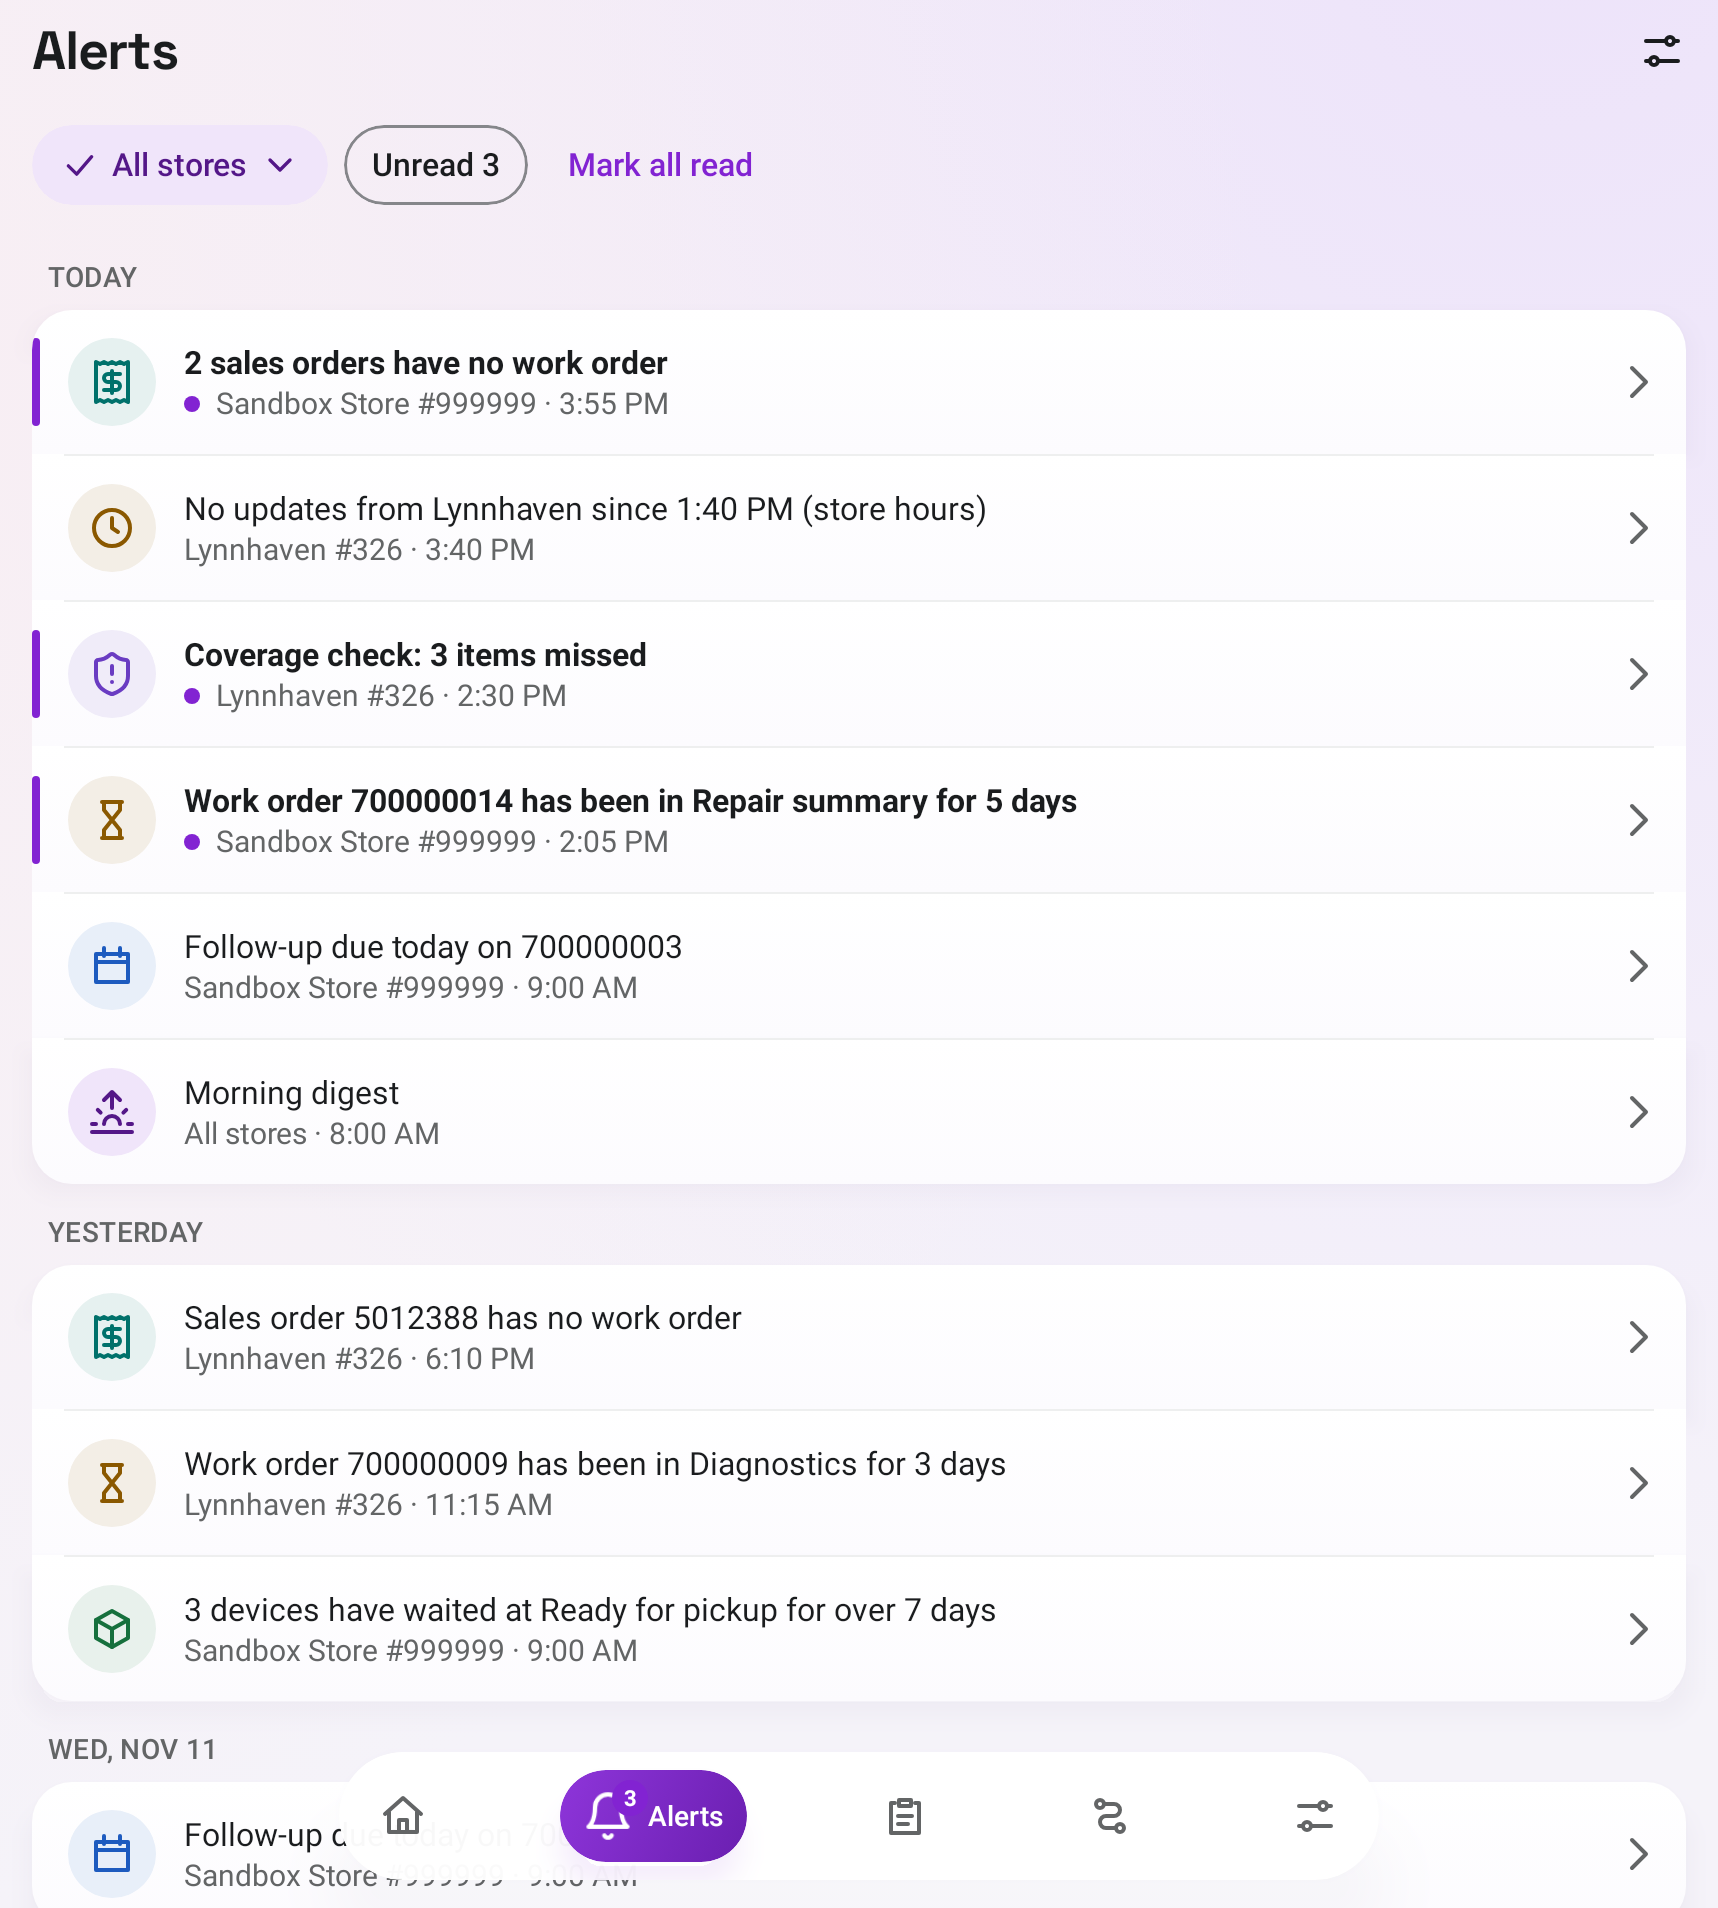 Alerts
All stores
Unread 3
Mark all read
TODAY
2 sales orders have no work order
Sandbox Store #999999 · 3:55 PM
No updates from Lynnhaven since 1:40 PM (store hours)
Lynnhaven #326 · 3:40 PM
Coverage check: 3 items missed
Lynnhaven #326 · 2:30 PM
Work order 700000014 has been in Repair summary for 5 days
Sandbox Store #999999 · 2:05 PM
Follow-up due today on 700000003
Sandbox Store #999999 · 9:00 AM
Morning digest
All stores · 8:00 AM
YESTERDAY
Sales order 5012388 has no work order
Lynnhaven #326 · 6:10 PM
Work order 700000009 has been in Diagnostics for 3 days
Lynnhaven #326 · 11:15 AM
3 devices have waited at Ready for pickup for over 7 days
Sandbox Store #999999 · 9:00 AM
WED, NOV 11
Follow-up due today on
Sandbox Store #999999 · 9:00 AM
3
Alerts